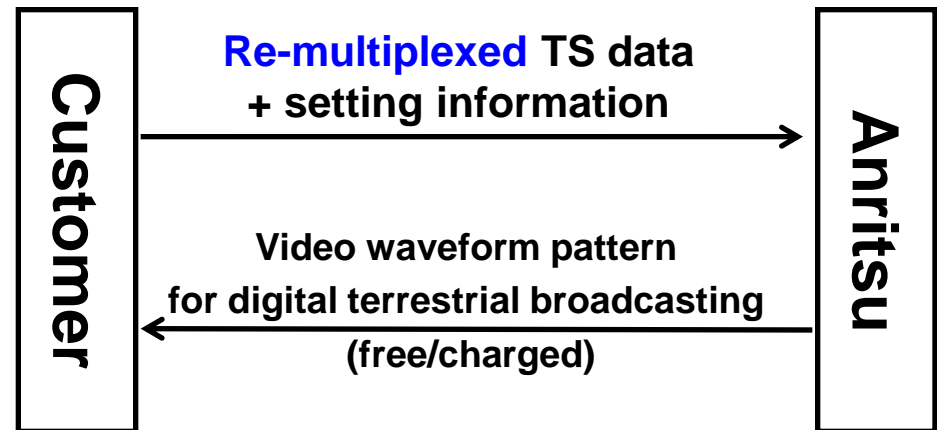 Customer
Re-multiplexed TS data
+ setting information
Video waveform pattern
for digital terrestrial broadcasting
(free/charged)
Anritsu